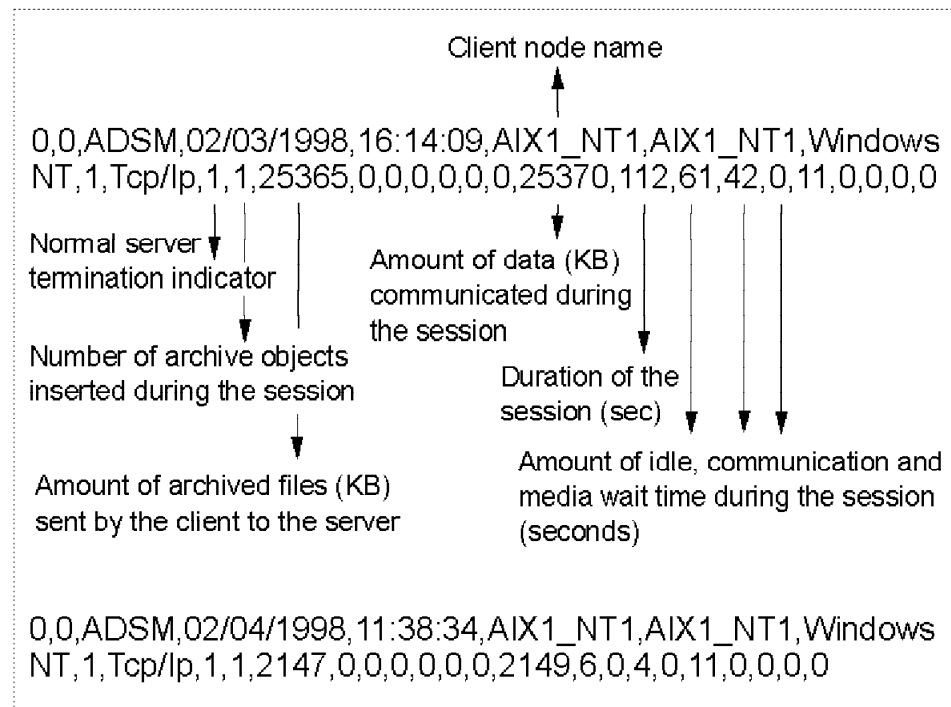 Client node name
0,0,ADSM,02/03/1998,16:14:09,AIX1_NT1,AIX1_NT1,Windows
NT,1,Tcp/Ip,1,1,25365,0,0,0,0,0,0,25370,112,61,42,0,11,0,0,0,0
Normal server
termination indicator
Number of archive objects
inserted during the session
Amount of archived files (KB)
sent by the client to the server
Amount of data (KB)
communicated during
the session
Duration of the
session (sec)
Amount of idle, communication and
media wait time during the session
(seconds)
0,0,ADSM,02/04/1998,11:38:34,AIX1_NT1,AIX1_NT1,Windows
NT,1,Tcp/Ip,1,1,2147,0,0,0,0,0,0,2149,6,0,4,0,11,0,0,0,0